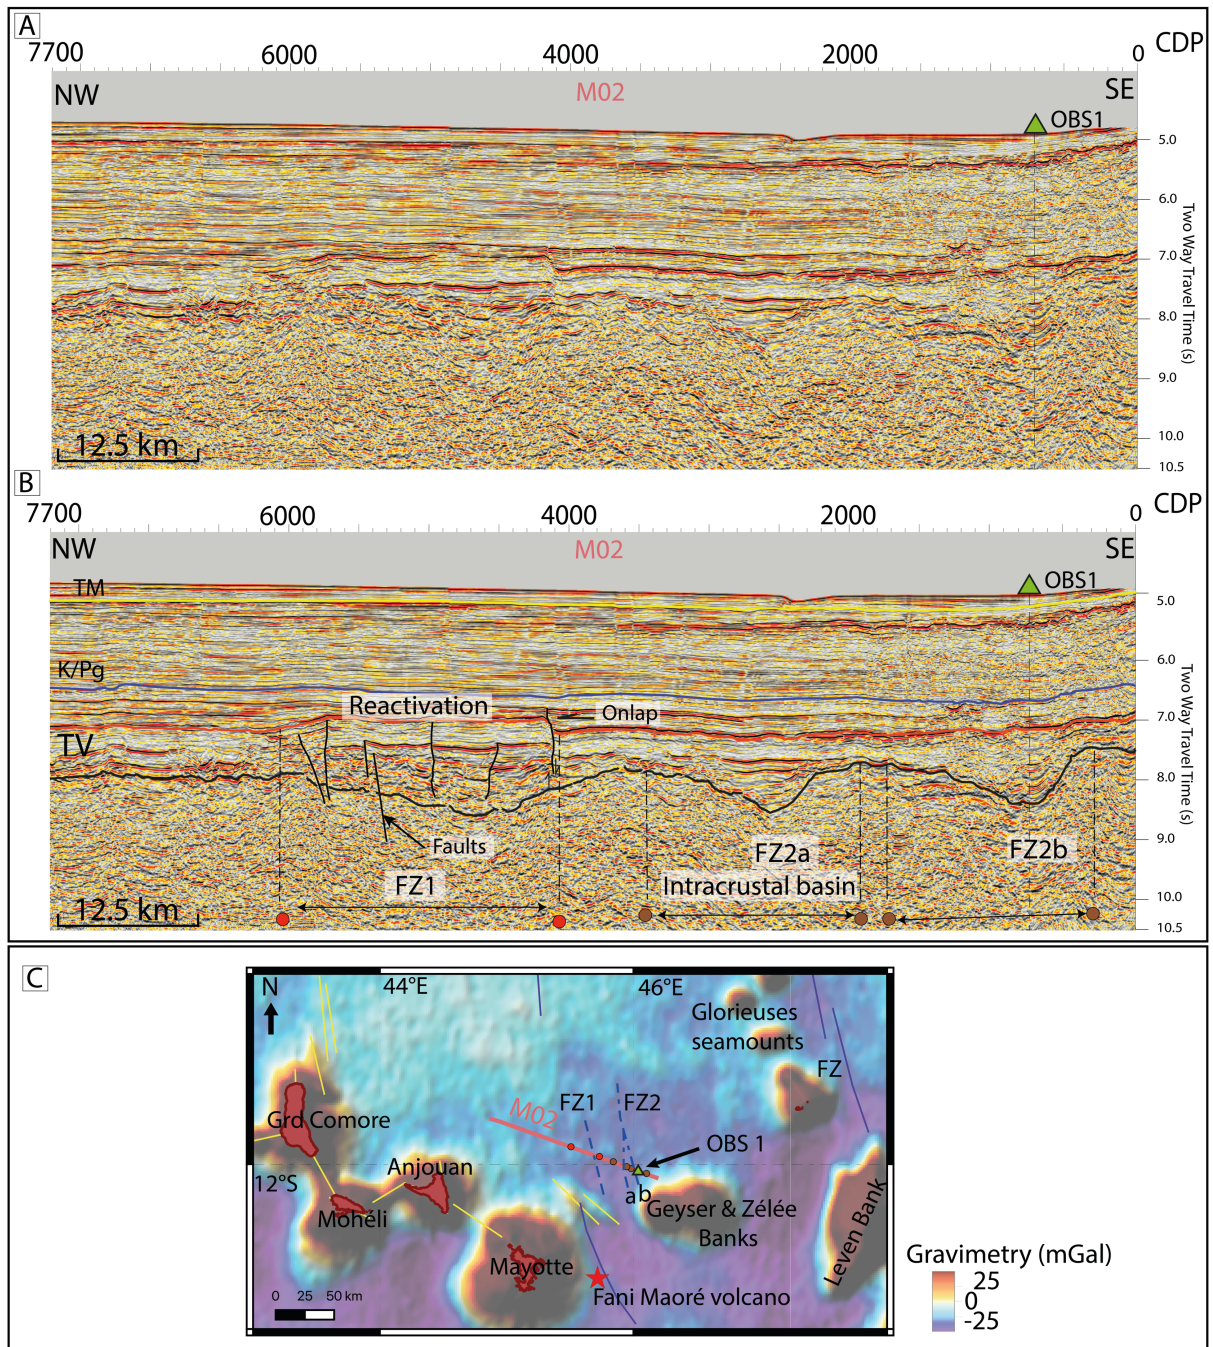 A
7700 6000 4000 2000 0 CDP
NW M02 SE
OBS1
5.0
6.0
7.0
8.0
9.0
10.0
10.5
Two Way Travel Time (s)
12.5 km
B
7700 6000 4000 2000 0 CDP
NW M02 SE
TM
OBS1
5.0
K/Pg
6.0
Reactivation
Onlap
7.0
TV
8.0
Faults
9.0
FZ2a
FZ2b
FZ1
Intracrustal basin
10.0
10.5
Two Way Travel Time (s)
12.5 km
C
N
44°E
46°E
Glorieuses
seamounts
FZ
M02
FZ1
FZ2
Grd Comore
OBS 1
Anjouan
12°S
a b
Mohéli
Geyser & Zélée
Banks
Leven Bank
Mayotte
Fani Maoré volcano
0 25 50 km
Gravimetry (mGal)
25
0
-25